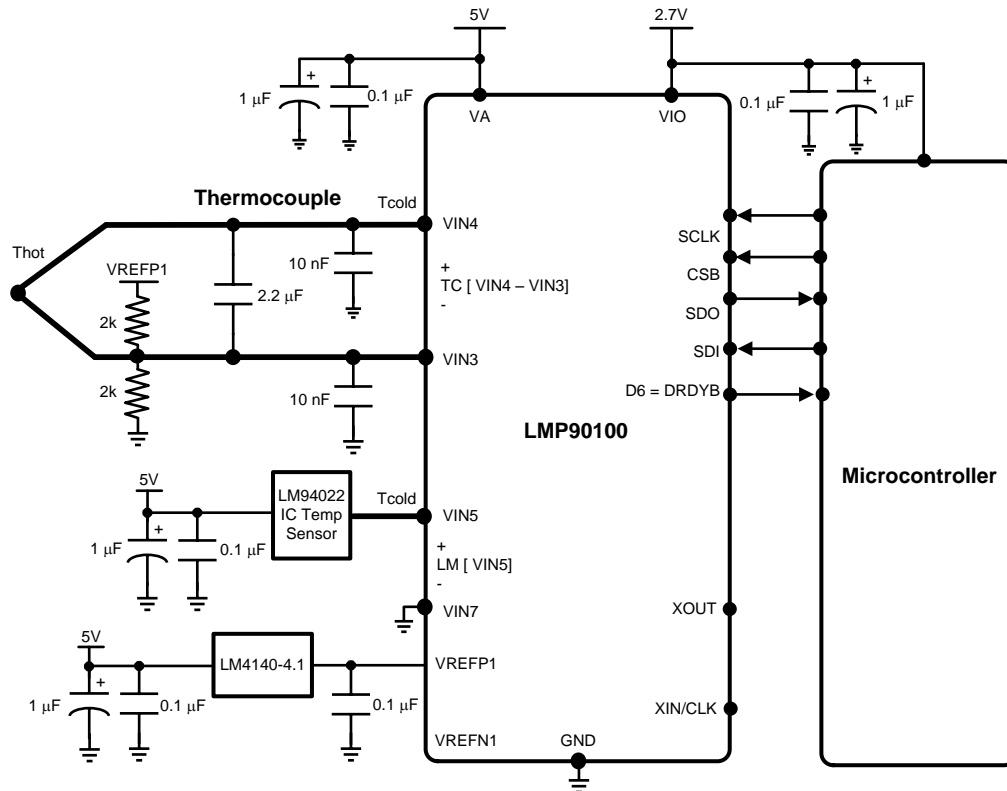 5V
2.7V
+
1 μF
0.1 μF
0.1 μF
+
1 μF
VA
VIO
Thermocouple
Tcold
VIN4
SCLK
Thot
VREFP1
10 nF
+
TC [ VIN4 – VIN3]
-
CSB
2.2 μF
2k
SDO
VIN3
SDI
2k
10 nF
D6 = DRDYB
LMP90100
Microcontroller
5V
LM94022
IC Temp
Sensor
Tcold
VIN5
+
1 μF
0.1 μF
+
LM [ VIN5]
-
VIN7
XOUT
5V
LM4140-4.1
VREFP1
+
1 μF
0.1 μF
0.1 μF
XIN/CLK
VREFN1
GND